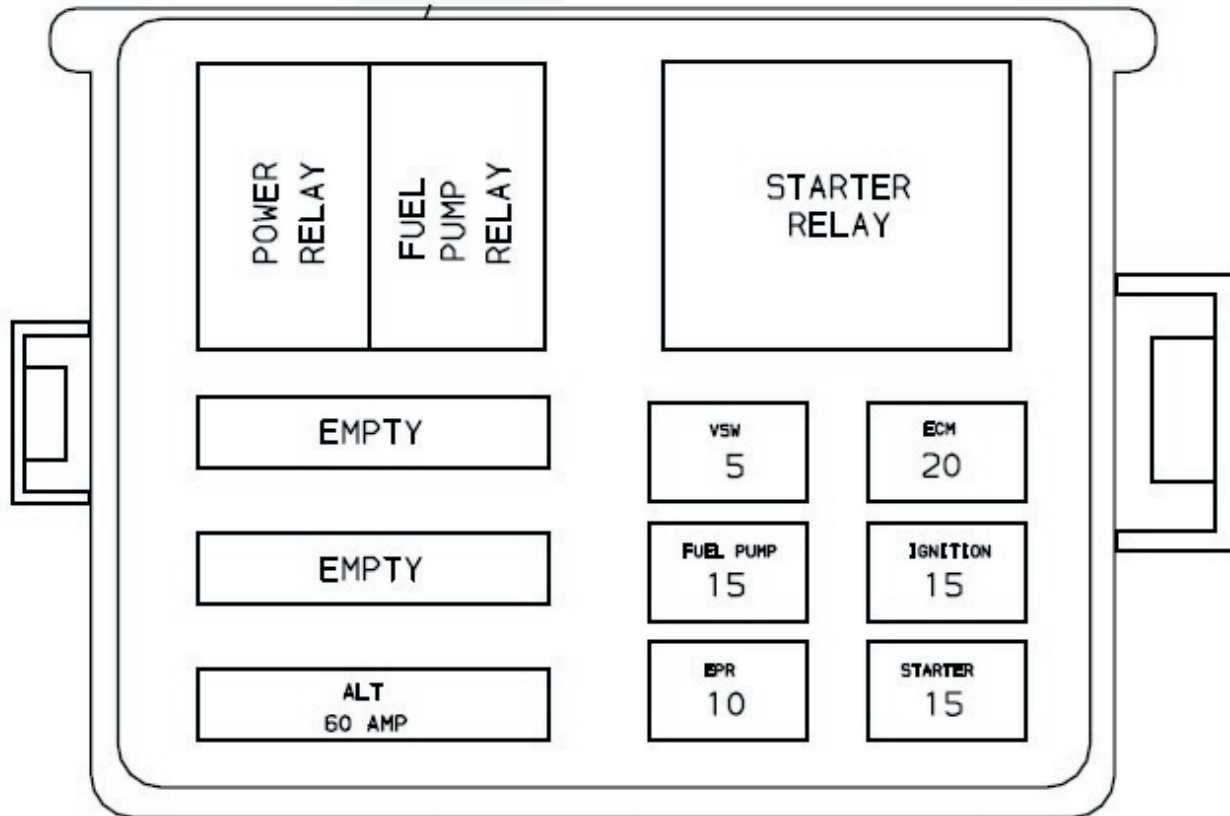 POWER
RELAY
FUEL
PUMP
RELAY
STARTER
RELAY
EMPTY
EMPTY
ALT
60 AMP
VSW
5
ECM
20
FUEL PUMP
15
IGNITION
15
EPR
10
STARTER
15